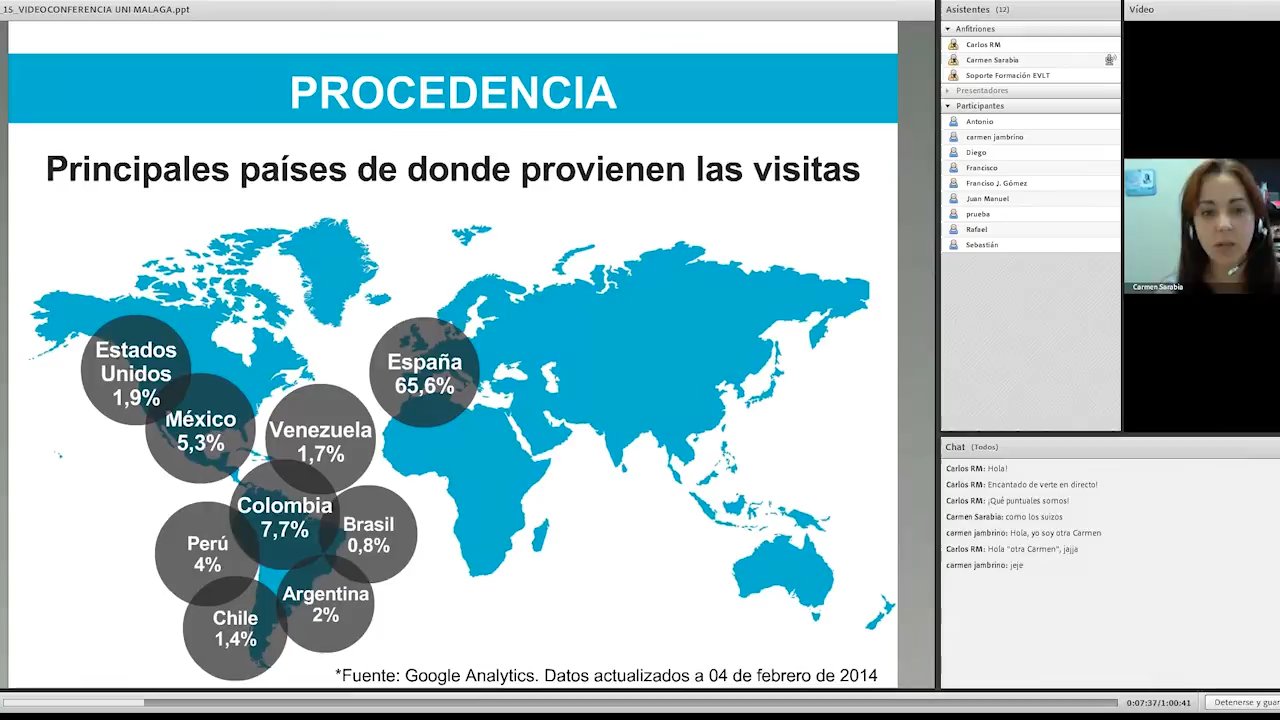 _15_VIDEOCONFERENCIA UNI MALAGA.ppt
PROCEDENCIA
Principales países de donde provienen las visitas
Estados
Unidos
1,9%
México
5,3%
Venezuela
1,7%
España
65,6%
Colombia
7,7%
Brasil
0,8%
Perú
4%
Argentina
2%
Chile
1,4%
*Fuente: Google Analytics. Datos actualizados a 04 de febrero de 2014
Asistentes (12)
Anfitriones
Carlos RM
Carmen Sarabia
Soporte Formación EVLT
Presentadores
Participantes
Antonio
carmen jambrino
Diego
Francisco
Franciso J. Gómez
Juan Manuel
prueba
Rafael
Sebastián
Vídeo
Carmen Sarabia
Chat (Todos)
Carlos RM: Hola!
Carlos RM: Encantado de verte en directo!
Carlos RM: ¡Qué puntuales somos!
Carmen Sarabia: como los suizos
carmen jambrino: Hola, yo soy otra Carmen
Carlos RM: Hola "otra Carmen", jajja
carmen jambrino: jeje
0:07:37/1:00:41
Detenerse y guar